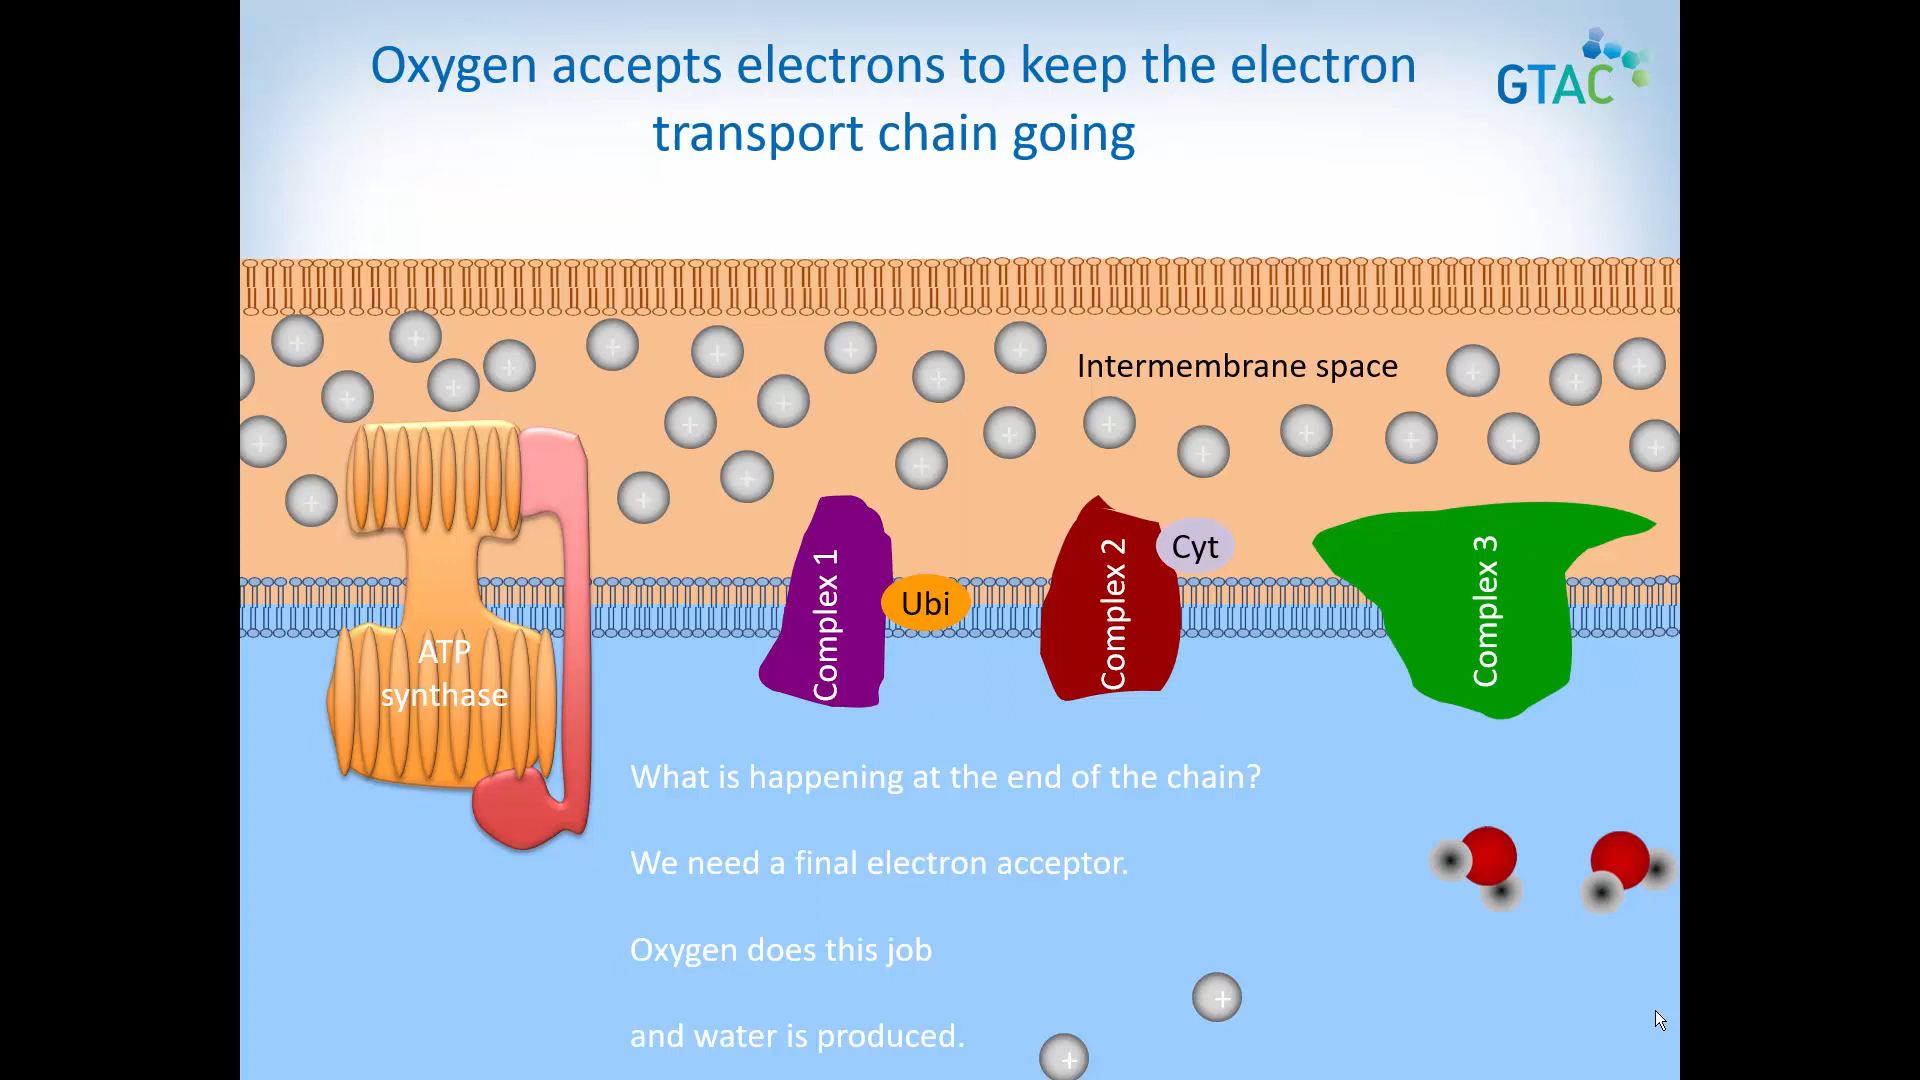 Oxygen accepts electrons to keep the electron
transport chain going
GTAC
Intermembrane space
Complex 1
Ubi
Complex 2
Cyt
Complex 3
ATP
synthase
What is happening at the end of the chain?
We need a final electron acceptor.
Oxygen does this job
and water is produced.